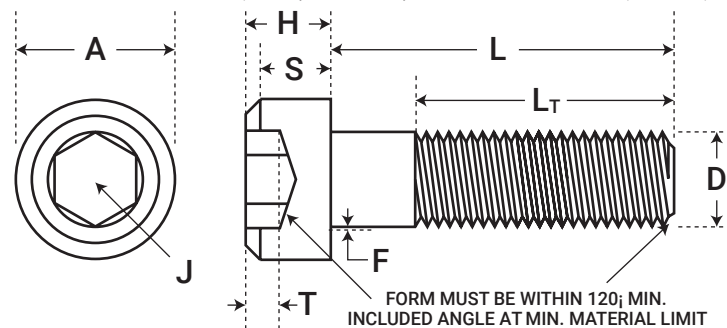 H
A
L
S
LT
D
J
F
T
FORM MUST BE WITHIN 120¡ MIN.
INCLUDED ANGLE AT MIN. MATERIAL LIMIT